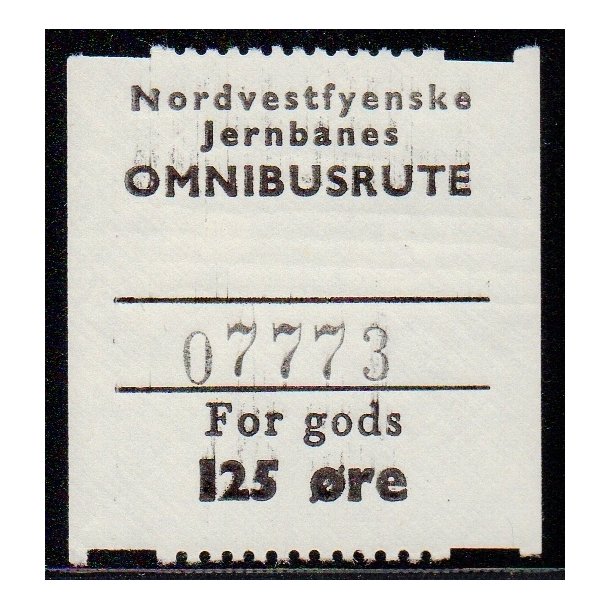 Nordvestfyenske
Jernbanes
OMNIBUSRUTE
07773
For gods
125 øre